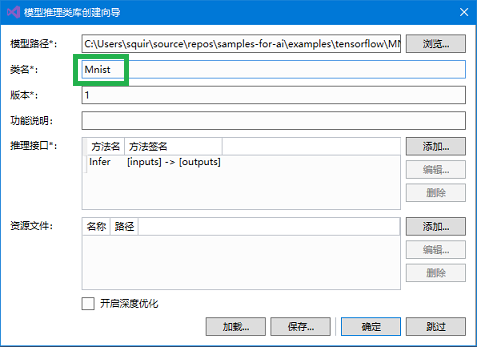 模型推理类库创建向导
模型路径*: C:\Users\squir\source\repos\samples-for-ai\examples\tensorflow\MN 浏览...
类名*: Mnist
版本*: 1
功能说明:
推理接口*: 方法名 方法签名 添加...
Infer [inputs] -> [outputs] 编辑...
删除
资源文件: 名称 路径 添加...
编辑...
删除
开启深度优化
加载... 保存... 确定 跳过